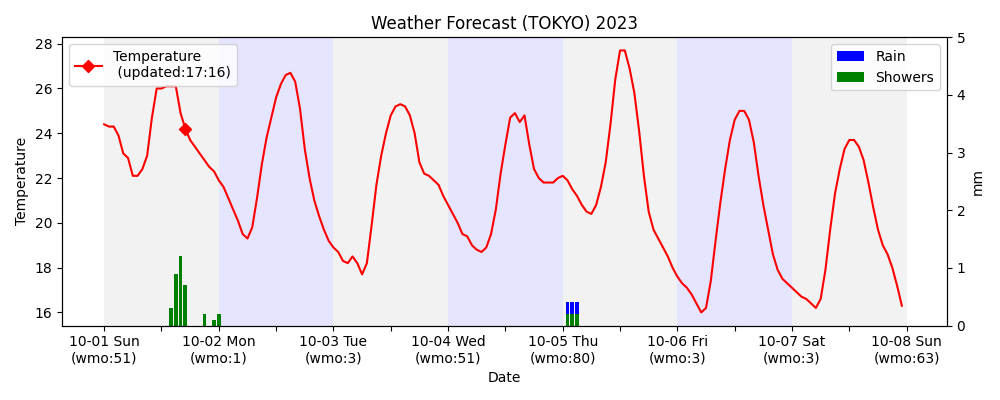 Weather Forecast (TOKYO) 2023
Temperature
(updated:17:16)
Rain
Showers
28
26
24
22
20
18
16
Temperature
5
4
3
2
1
0
mm
10-01 Sun 10-02 Mon 10-03 Tue 10-04 Wed 10-05 Thu 10-06 Fri 10-07 Sat 10-08 Sun
(wmo:51) (wmo:1) (wmo:3) (wmo:51) (wmo:80) (wmo:3) (wmo:3) (wmo:63)
Date